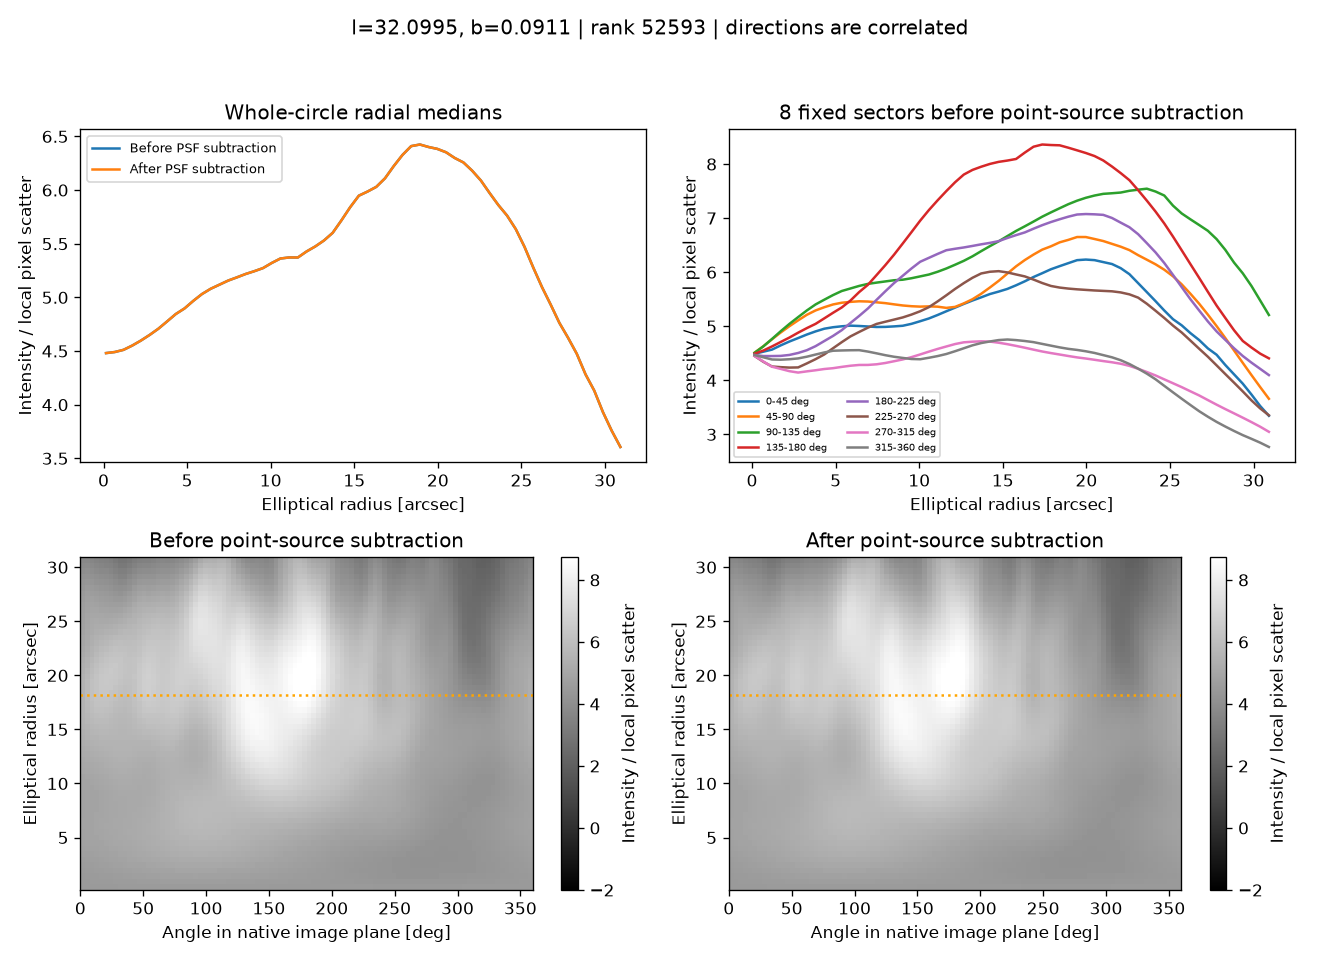 l=32.0995, b=0.0911 | rank 52593 | directions are correlated
Whole-circle radial medians
Before PSF subtraction
After PSF subtraction
6.5
6.0
5.5
5.0
4.5
4.0
3.5
Intensity / local pixel scatter
0 5 10 15 20 25 30
Elliptical radius [arcsec]
8 fixed sectors before point-source subtraction
8
7
6
5
4
3
Intensity / local pixel scatter
0-45 deg
45-90 deg
90-135 deg
135-180 deg
180-225 deg
225-270 deg
270-315 deg
315-360 deg
0 5 10 15 20 25 30
Elliptical radius [arcsec]
Before point-source subtraction
30
25
20
15
10
5
Elliptical radius [arcsec]
0 50 100 150 200 250 300 350
Angle in native image plane [deg]
8
6
4
2
0
−2
Intensity / local pixel scatter
After point-source subtraction
30
25
20
15
10
5
Elliptical radius [arcsec]
0 50 100 150 200 250 300 350
Angle in native image plane [deg]
8
6
4
2
0
−2
Intensity / local pixel scatter